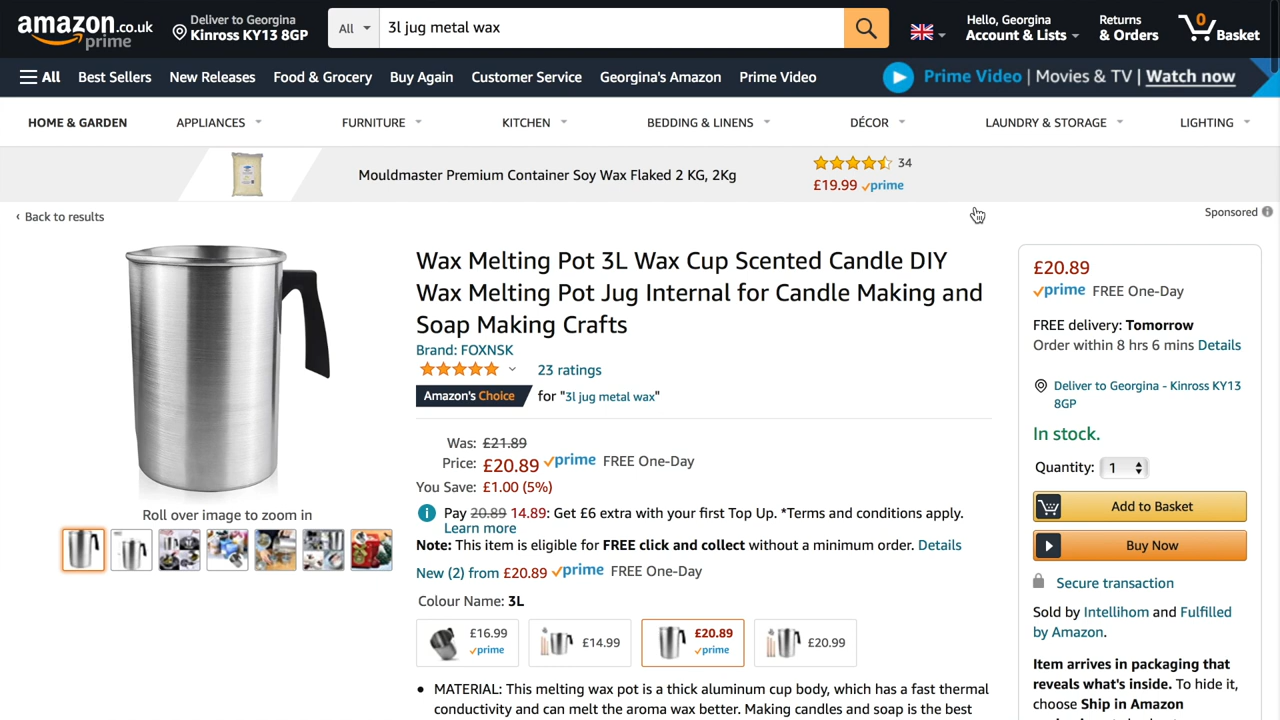 amazon.co.uk
prime
Deliver to Georgina
Kinross KY13 8GP
All
3l jug metal wax
Hello, Georgina
Account & Lists
Returns
& Orders
0
Basket
All
Best Sellers
New Releases
Food & Grocery
Buy Again
Customer Service
Georgina's Amazon
Prime Video
Prime Video | Movies & TV | Watch now
HOME & GARDEN
APPLIANCES
FURNITURE
KITCHEN
BEDDING & LINENS
DÉCOR
LAUNDRY & STORAGE
LIGHTING
Mouldmaster Premium Container Soy Wax Flaked 2 KG, 2Kg
34
£19.99 prime
‹ Back to results
Sponsored
Wax Melting Pot 3L Wax Cup Scented Candle DIY
Wax Melting Pot Jug Internal for Candle Making and
Soap Making Crafts
Brand: FOXNSK
23 ratings
Amazon's Choice for "3l jug metal wax"
Was: £21.89
Price: £20.89 prime FREE One-Day
You Save: £1.00 (5%)
Pay 20.89 14.89: Get £6 extra with your first Top Up. *Terms and conditions apply.
Learn more
Note: This item is eligible for FREE click and collect without a minimum order. Details
New (2) from £20.89 prime FREE One-Day
Colour Name: 3L
£16.99
prime
£14.99
£20.89
prime
£20.99
● MATERIAL: This melting wax pot is a thick aluminum cup body, which has a fast thermal
conductivity and can melt the aroma wax better. Making candles and soap is the best
Roll over image to zoom in
£20.89
prime FREE One-Day
FREE delivery: Tomorrow
Order within 8 hrs 6 mins Details
Deliver to Georgina - Kinross KY13
8GP
In stock.
Quantity: 1
Add to Basket
Buy Now
Secure transaction
Sold by Intellihom and Fulfilled
by Amazon.
Item arrives in packaging that
reveals what's inside. To hide it,
choose Ship in Amazon